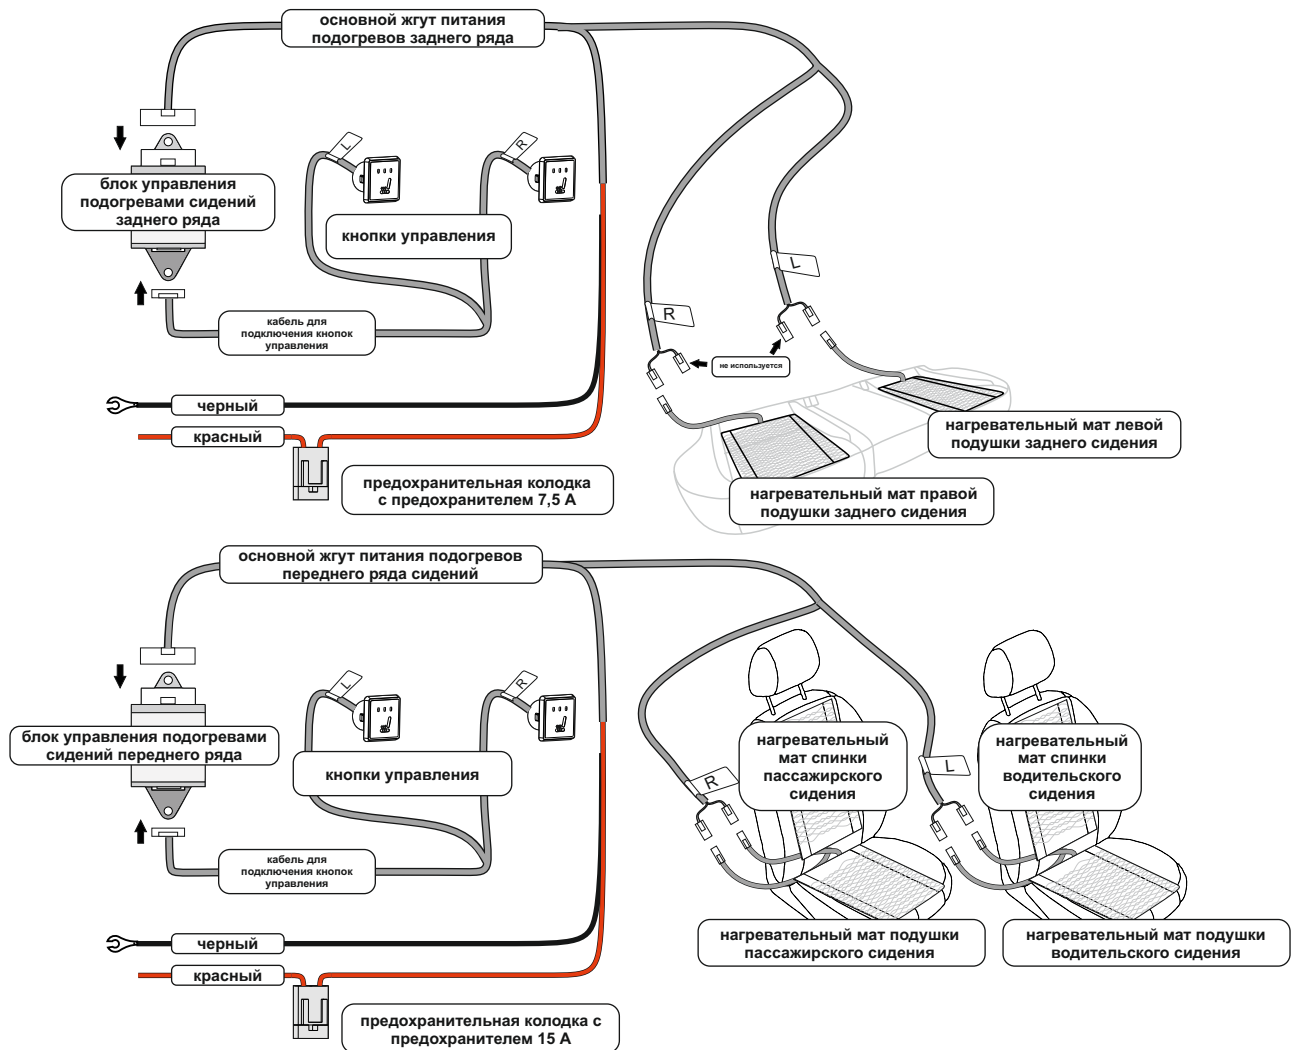 основной жгут питания
подогревов заднего ряда
L
R
блок управления
подогревами сидений
заднего ряда
кнопки управления
L
R
кабель для
подключения кнопок
управления
не используется
черный
красный
нагревательный мат левой
подушки заднего сидения
предохранительная колодка
с предохранителем 7,5 А
нагревательный мат правой
подушки заднего сидения
основной жгут питания подогревов
переднего ряда сидений
L
R
блок управления подогревами
сидений переднего ряда
кнопки управления
нагревательный
мат спинки
пассажирского
сидения
нагревательный
мат спинки
водительского
сидения
R
L
кабель для
подключения кнопок
управления
черный
красный
нагревательный мат подушки
пассажирского сидения
нагревательный мат подушки
водительского сидения
предохранительная колодка с
предохранителем 15 А